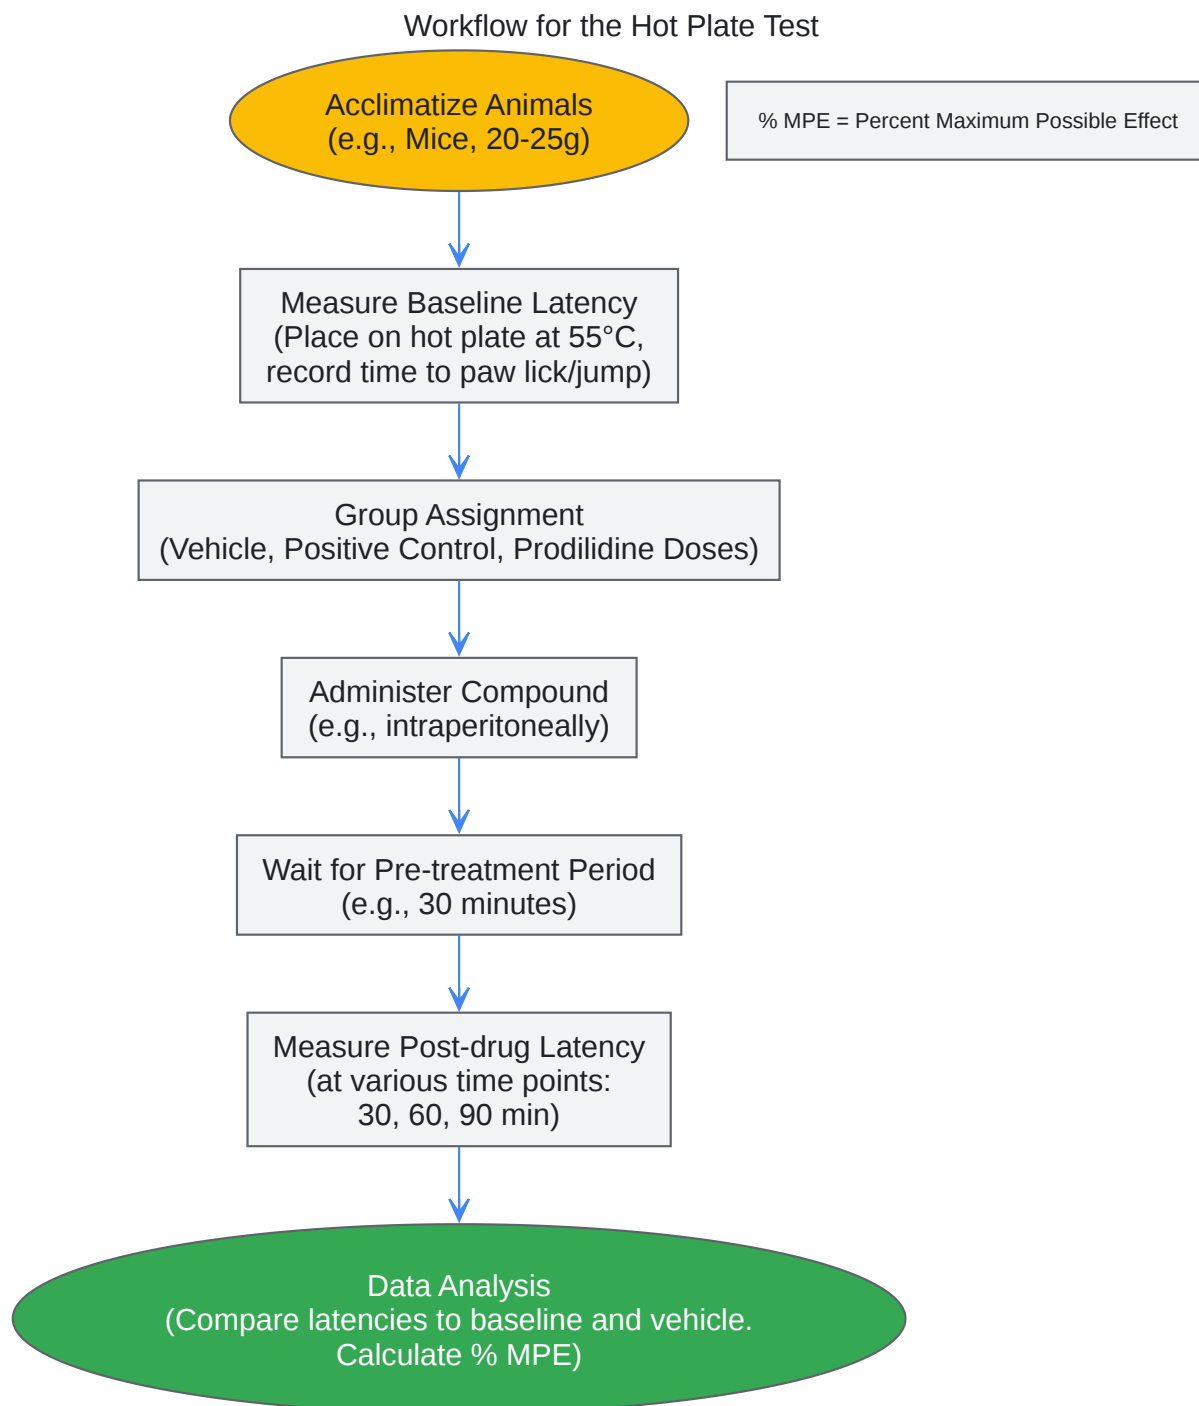 Workflow for the Hot Plate Test
Acclimatize Animals
(e.g., Mice, 20-25g)
% MPE = Percent Maximum Possible Effect
Measure Baseline Latency
(Place on hot plate at 55°C,
record time to paw lick/jump)
Group Assignment
(Vehicle, Positive Control, Prodilidine Doses)
Administer Compound
(e.g., intraperitoneally)
Wait for Pre-treatment Period
(e.g., 30 minutes)
Measure Post-drug Latency
(at various time points:
30, 60, 90 min)
Data Analysis
(Compare latencies to baseline and vehicle.
Calculate % MPE)